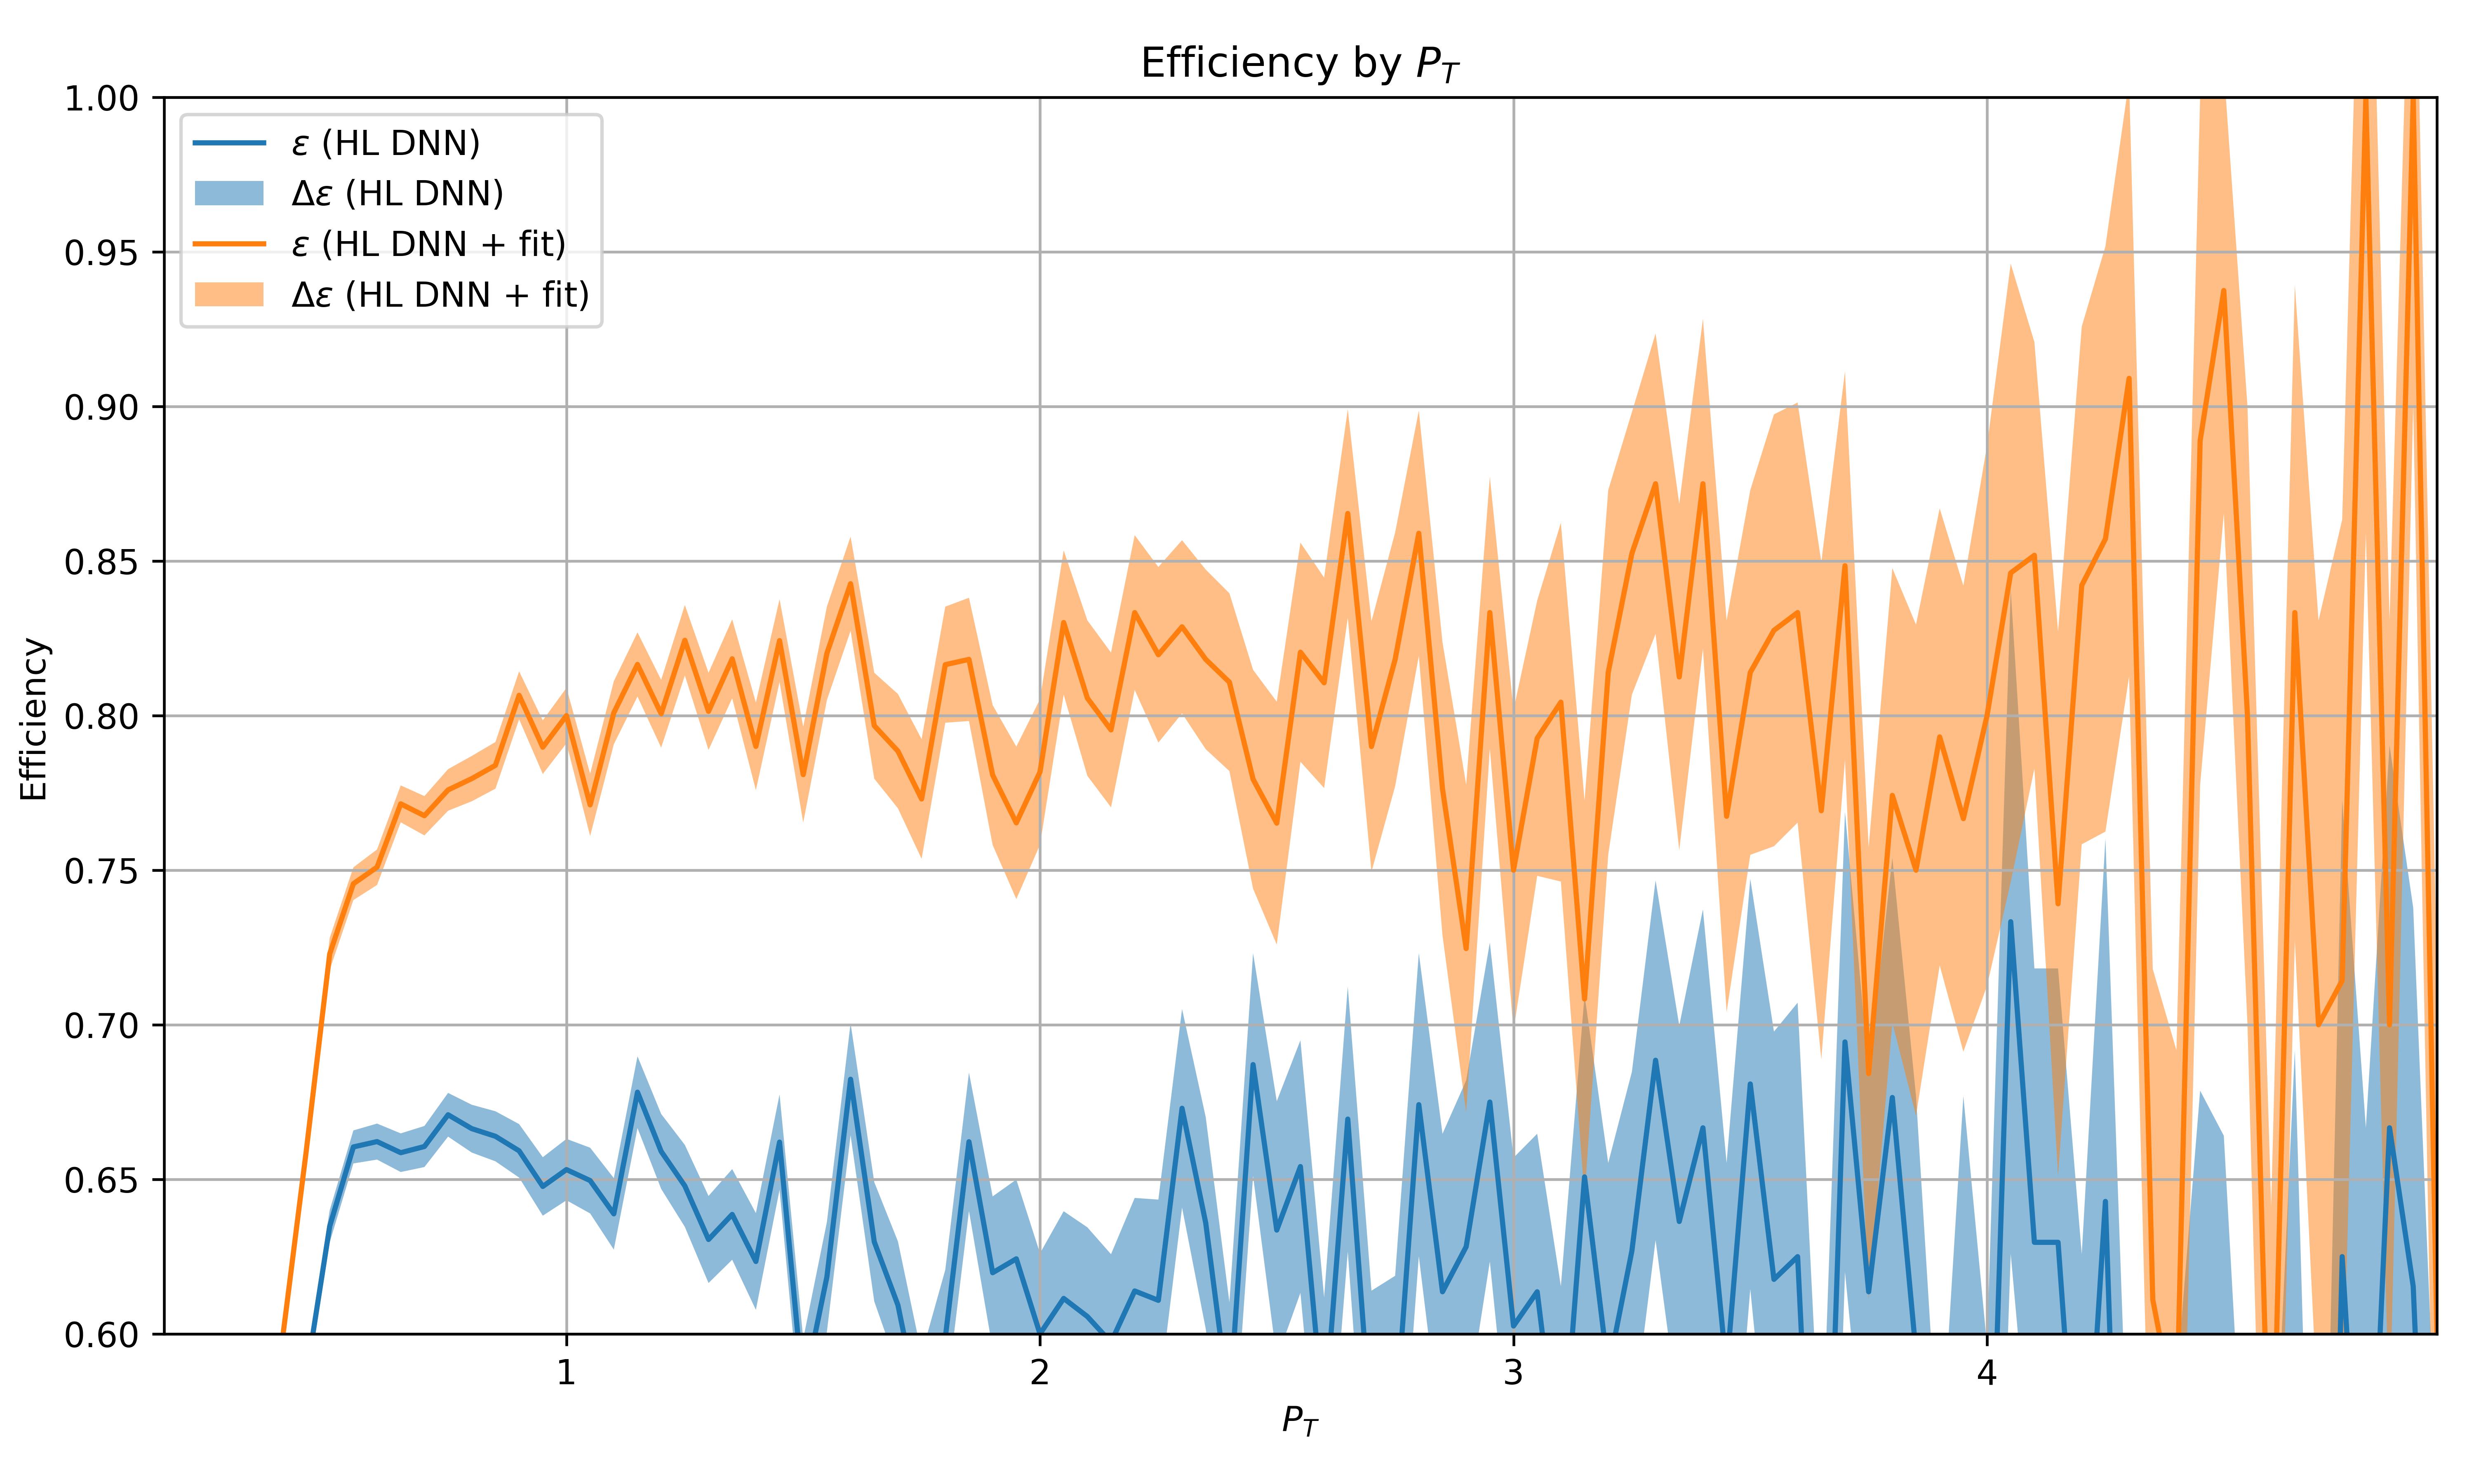 Efficiency by P_T
ε (HL DNN)
Δε (HL DNN)
ε (HL DNN + fit)
Δε (HL DNN + fit)
Efficiency
1.00
0.95
0.90
0.85
0.80
0.75
0.70
0.65
0.60
1 2 3 4
P_T